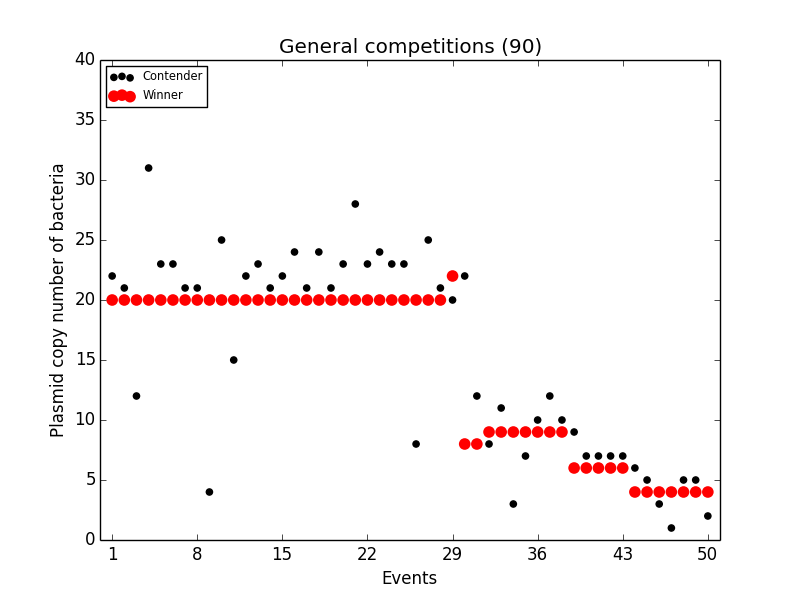 General competitions (90)
Contender
Winner
Plasmid copy number of bacteria
40
35
30
25
20
15
10
5
0
1 8 15 22 29 36 43 50
Events